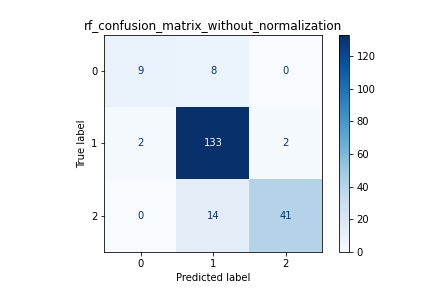 rf_confusion_matrix_without_normalization
0 9 8 0
1 2 133 2
2 0 14 41
0 1 2
True label
Predicted label
120
100
80
60
40
20
0